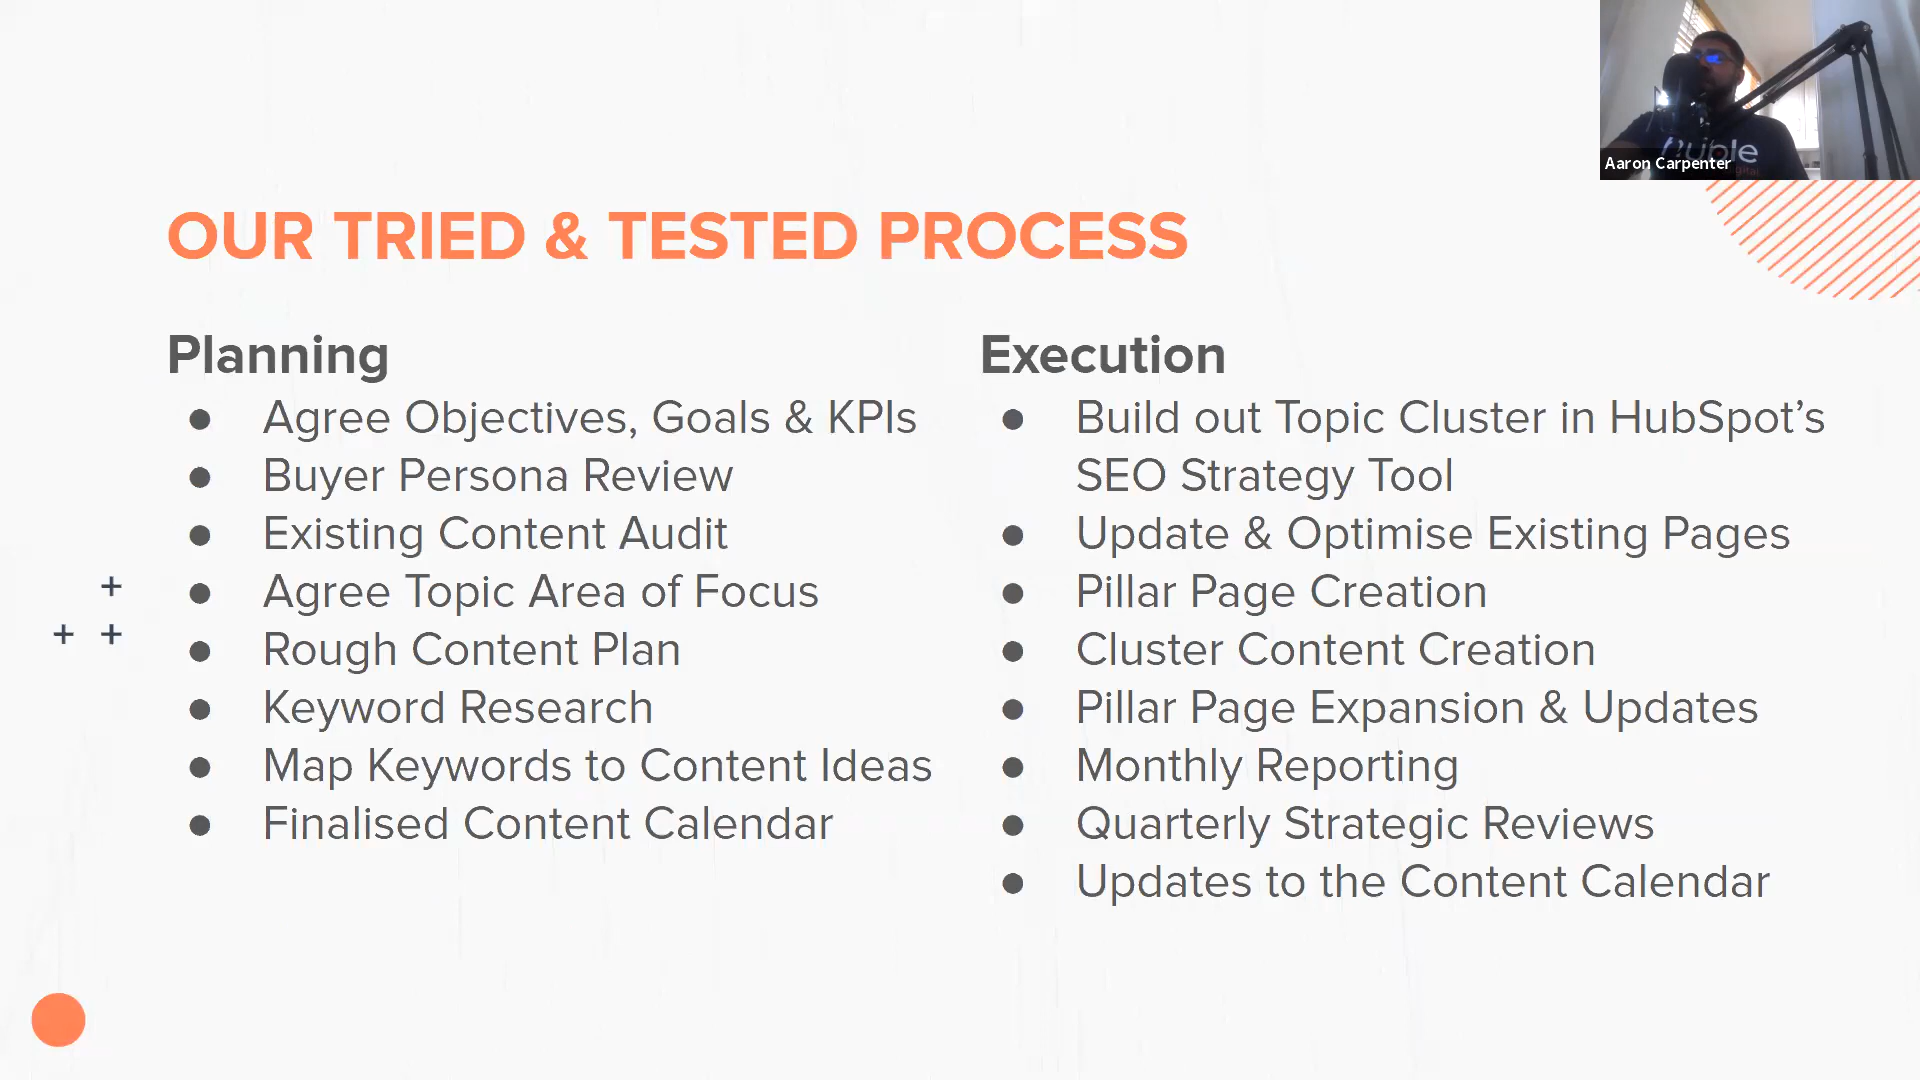 Aaron Carpenter
OUR TRIED & TESTED PROCESS
Planning
● Agree Objectives, Goals & KPIs
● Buyer Persona Review
● Existing Content Audit
● Agree Topic Area of Focus
● Rough Content Plan
● Keyword Research
● Map Keywords to Content Ideas
● Finalised Content Calendar
Execution
● Build out Topic Cluster in HubSpot’s
SEO Strategy Tool
● Update & Optimise Existing Pages
● Pillar Page Creation
● Cluster Content Creation
● Pillar Page Expansion & Updates
● Monthly Reporting
● Quarterly Strategic Reviews
● Updates to the Content Calendar